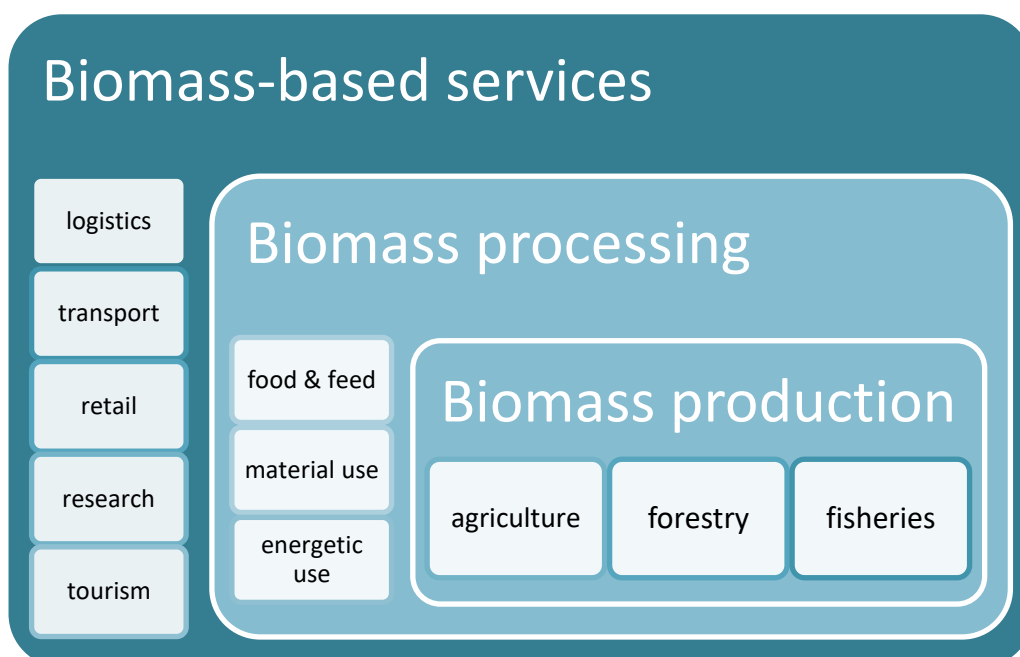 Biomass-based services
logistics
transport
retail
research
tourism
Biomass processing
food & feed
material use
energetic
use
Biomass production
agriculture
forestry
fisheries